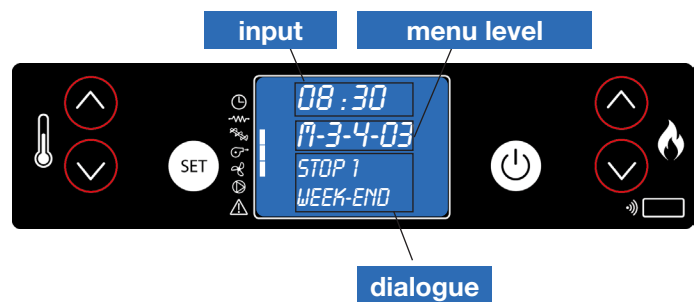 input
menu level
08:30
M-3-4-03
SET
STOP 1
WEEK-END
dialogue